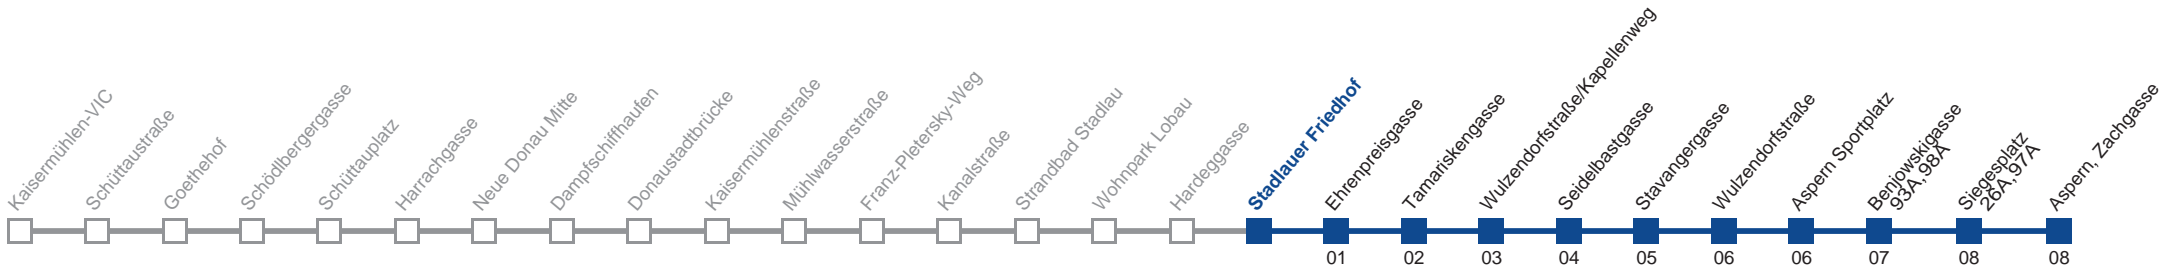 Kaisermühlen-VIC
Schüttaustraße
Goethehof
Schödlbergergasse
Schüttauplatz
Harrachgasse
Neue Donau Mitte
Dampfschiffhaufen
Donaustadtbrücke
Kaisermühlenstraße
Mühlwasserstraße
Franz-Pletersky-Weg
Kanalstraße
Strandbad Stadlau
Wohnpark Lobau
Hardeggasse
Stadlauer Friedhof
Ehrenpreisgasse
Tamariskengasse
Wulzendorfstraße/Kapellenweg
Seidelbastgasse
Stavangergasse
Wulzendorfstraße
Aspern Sportplatz
Benjowskigasse
93A,98A
Siegesplatz
26A,97A
Aspern, Zachgasse
01 02 03 04 05 06 06 07 08 08